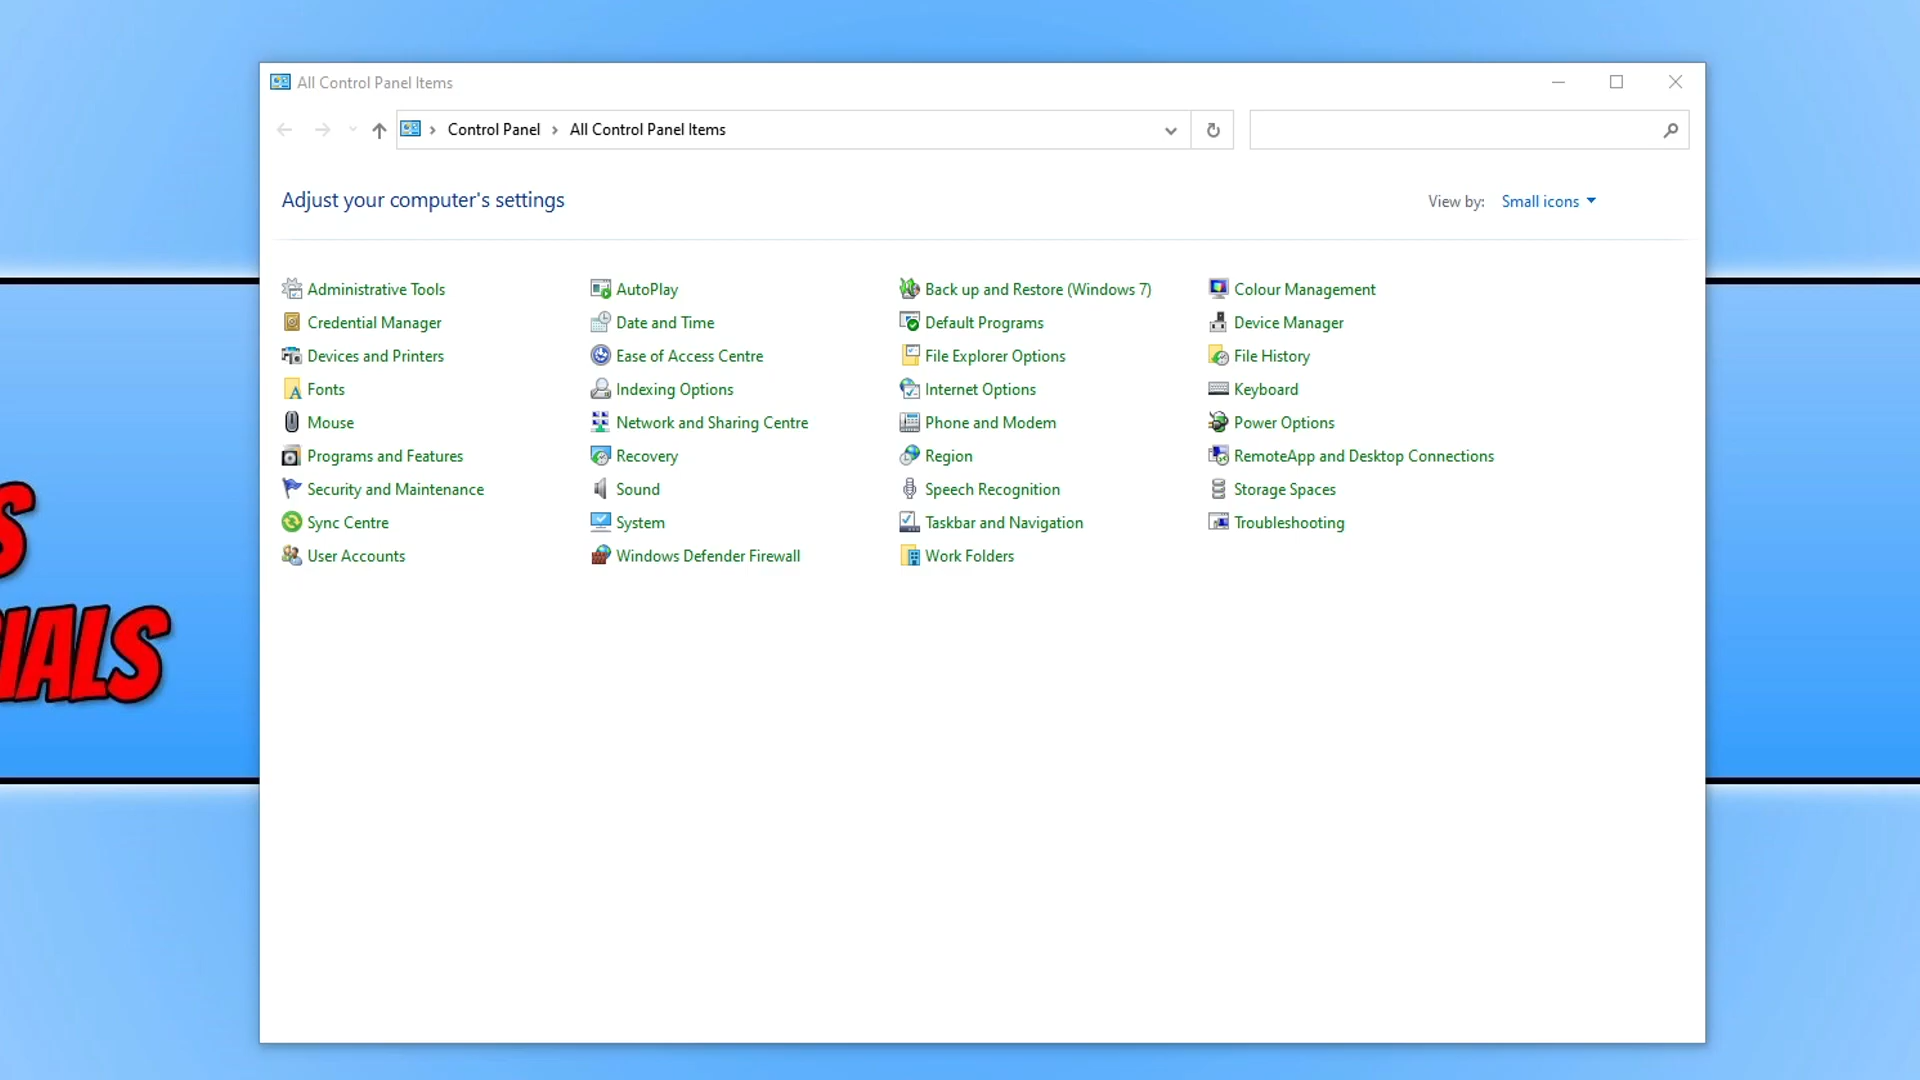 All Control Panel Items
Control Panel > All Control Panel Items
Adjust your computer's settings
View by: Small icons
Administrative Tools
AutoPlay
Back up and Restore (Windows 7)
Colour Management
Credential Manager
Date and Time
Default Programs
Device Manager
Devices and Printers
Ease of Access Centre
File Explorer Options
File History
Fonts
Indexing Options
Internet Options
Keyboard
Mouse
Network and Sharing Centre
Phone and Modem
Power Options
Programs and Features
Recovery
Region
RemoteApp and Desktop Connections
Security and Maintenance
Sound
Speech Recognition
Storage Spaces
Sync Centre
System
Taskbar and Navigation
Troubleshooting
User Accounts
Windows Defender Firewall
Work Folders
S
IALS